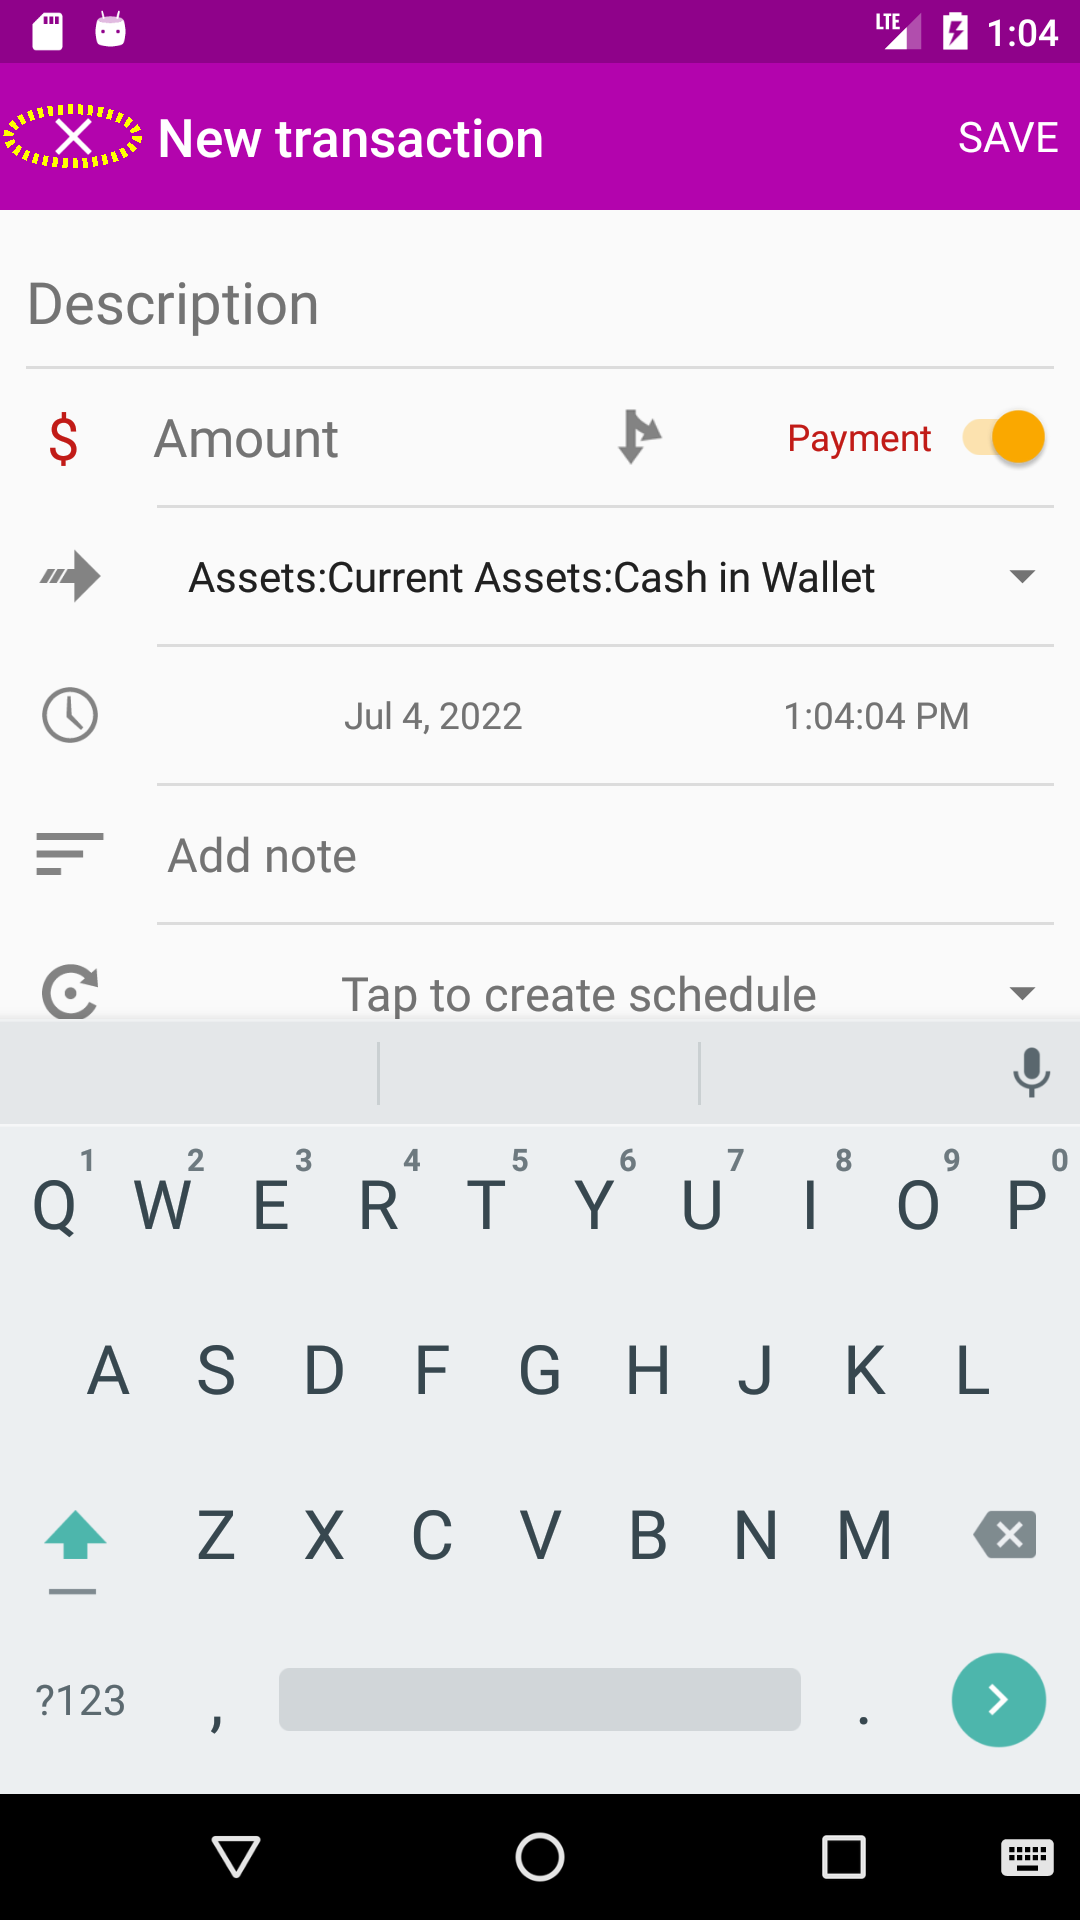 LTE 1:04
New transaction SAVE
Description
$ Amount Payment
Assets:Current Assets:Cash in Wallet
Jul 4, 2022 1:04:04 PM
Add note
Tap to create schedule
1 2 3 4 5 6 7 8 9 0
Q W E R T Y U I O P
A S D F G H J K L
Z X C V B N M
?123 , .